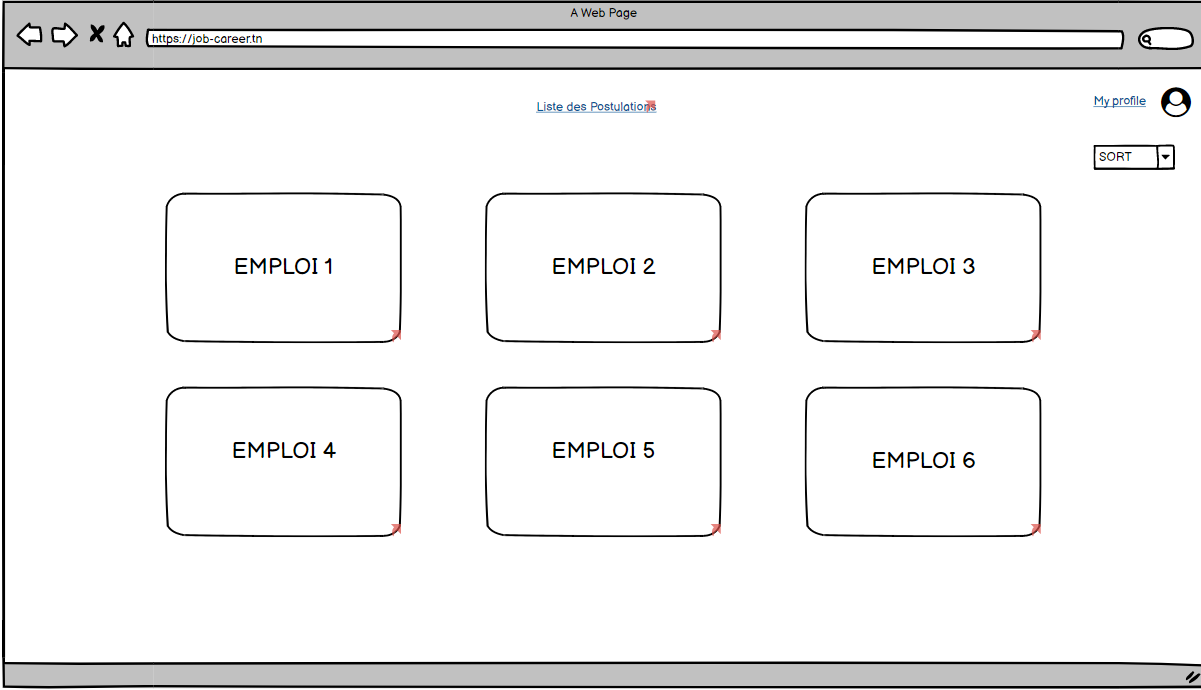 A Web Page
https://job-career.tn
Liste des Postulations
My profile
SORT
EMPLOI 1
EMPLOI 2
EMPLOI 3
EMPLOI 4
EMPLOI 5
EMPLOI 6